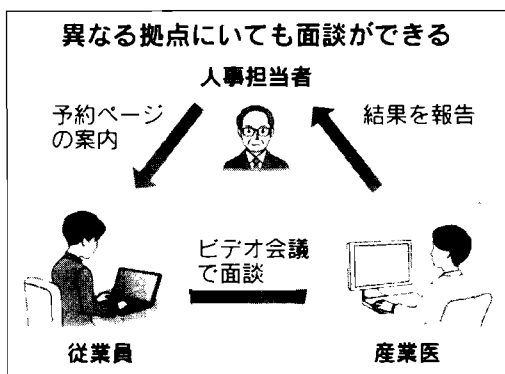 異なる拠点にいても面談ができる
人事担当者
予約ページ
の案内
結果を報告
ビデオ会議
で面談
従業員
産業医